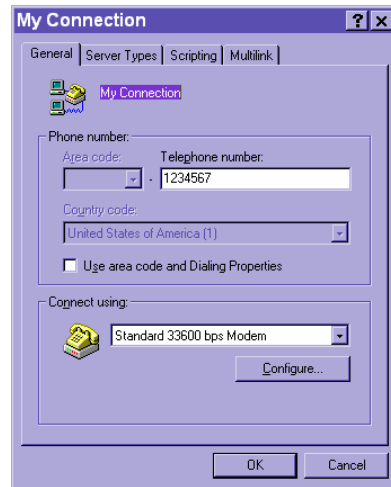 My Connection
General Server Types Scripting Multilink
My Connection
Phone number:
Area code: Telephone number:
- 1234567
Country code:
United States of America (1)
Use area code and Dialing Properties
Connect using:
Standard 33600 bps Modem
Configure...
OK Cancel